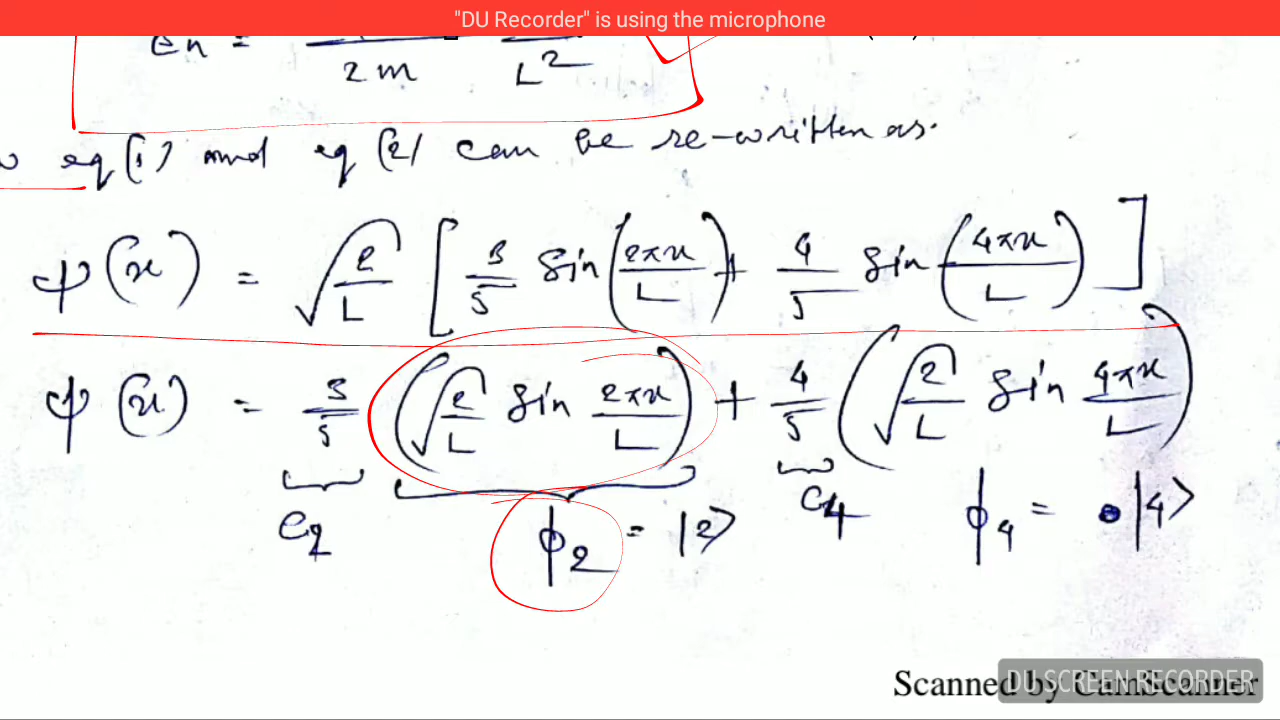 "DU Recorder" is using the microphone
en =
2m L²
eq (1) and eq (2) can be re-written as.
ψ(x) = √2/L [ 3/5 Sin(2πx/L) + 4/5 Sin(4πx/L) ]
ψ(x) = 3/5 (√2/L Sin 2πx/L) + 4/5 (√2/L Sin 4πx/L)
C₂ ϕ₂ = |2> C₄ ϕ₄ = |4>
Scanned by CamScanner
DU SCREEN RECORDER